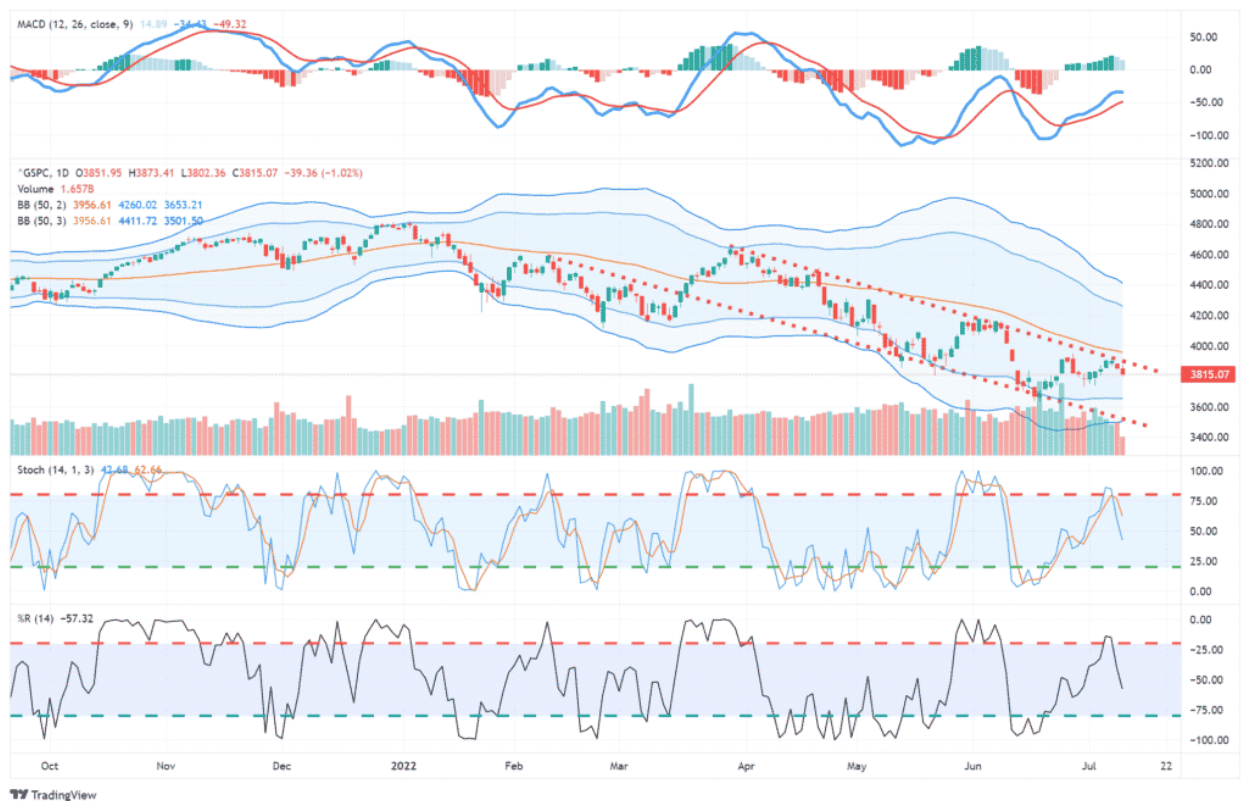 MACD (12, 26, close, 9) 14.89 −34.43 −49.32
50.00
0.00
−50.00
−100.00
5200.00
^GSPC, 1D O3851.95 H3873.41 L3802.36 C3815.07 −39.36 (−1.02%)
Volume 1.657B
5000.00
BB (50, 2) 3956.61 4260.02 3653.21
BB (50, 3) 3956.61 4411.72 3501.50
4800.00
4600.00
4400.00
4200.00
4000.00
3815.07
3600.00
3400.00
Stoch (14, 1, 3) 42.68 62.66
100.00
75.00
50.00
25.00
0.00
%R (14) −57.32
0.00
−25.00
−50.00
−75.00
−100.00
Oct Nov Dec 2022 Feb Mar Apr May Jun Jul 22
TradingView